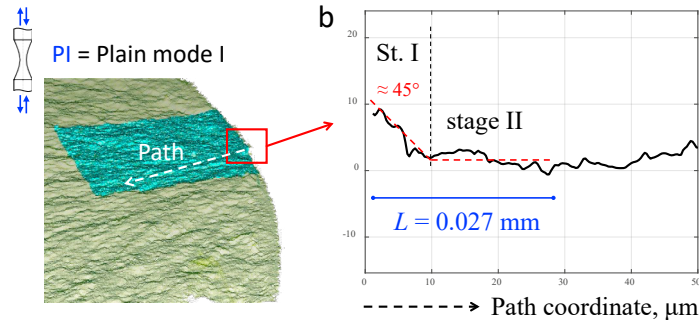 PI = Plain mode I
Path
b
20
10
0
-10
St. I
≈ 45°
stage II
L = 0.027 mm
0
10
20
30
40
50
Path coordinate, μm